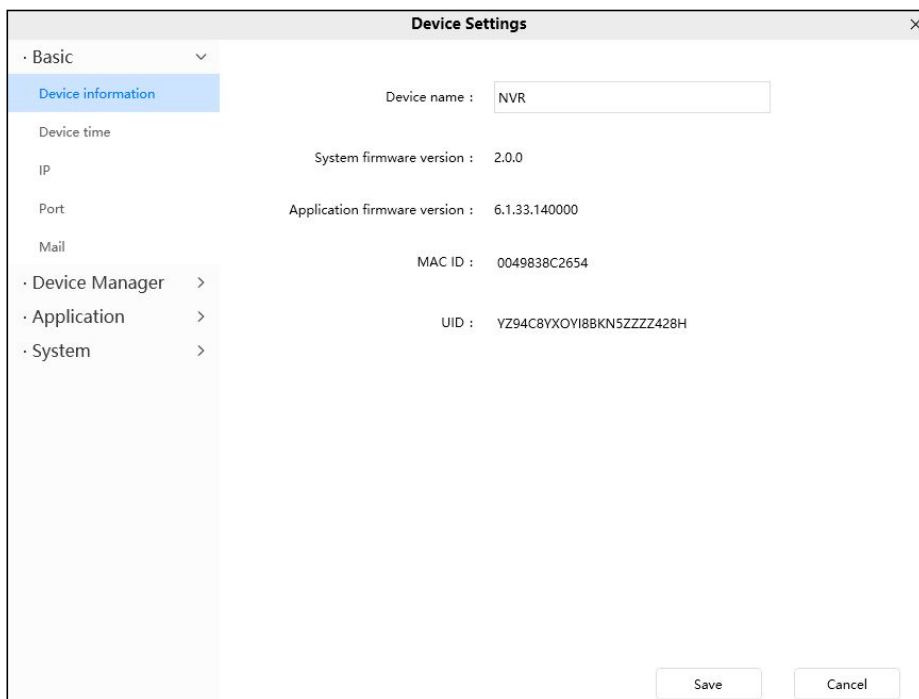 Device Settings
· Basic
Device information
Device time
IP
Port
Mail
· Device Manager
· Application
· System
Device name : NVR
System firmware version : 2.0.0
Application firmware version : 6.1.33.140000
MAC ID : 0049838C2654
UID : YZ94C8YXOYI8BKN5ZZZZ428H
Save
Cancel